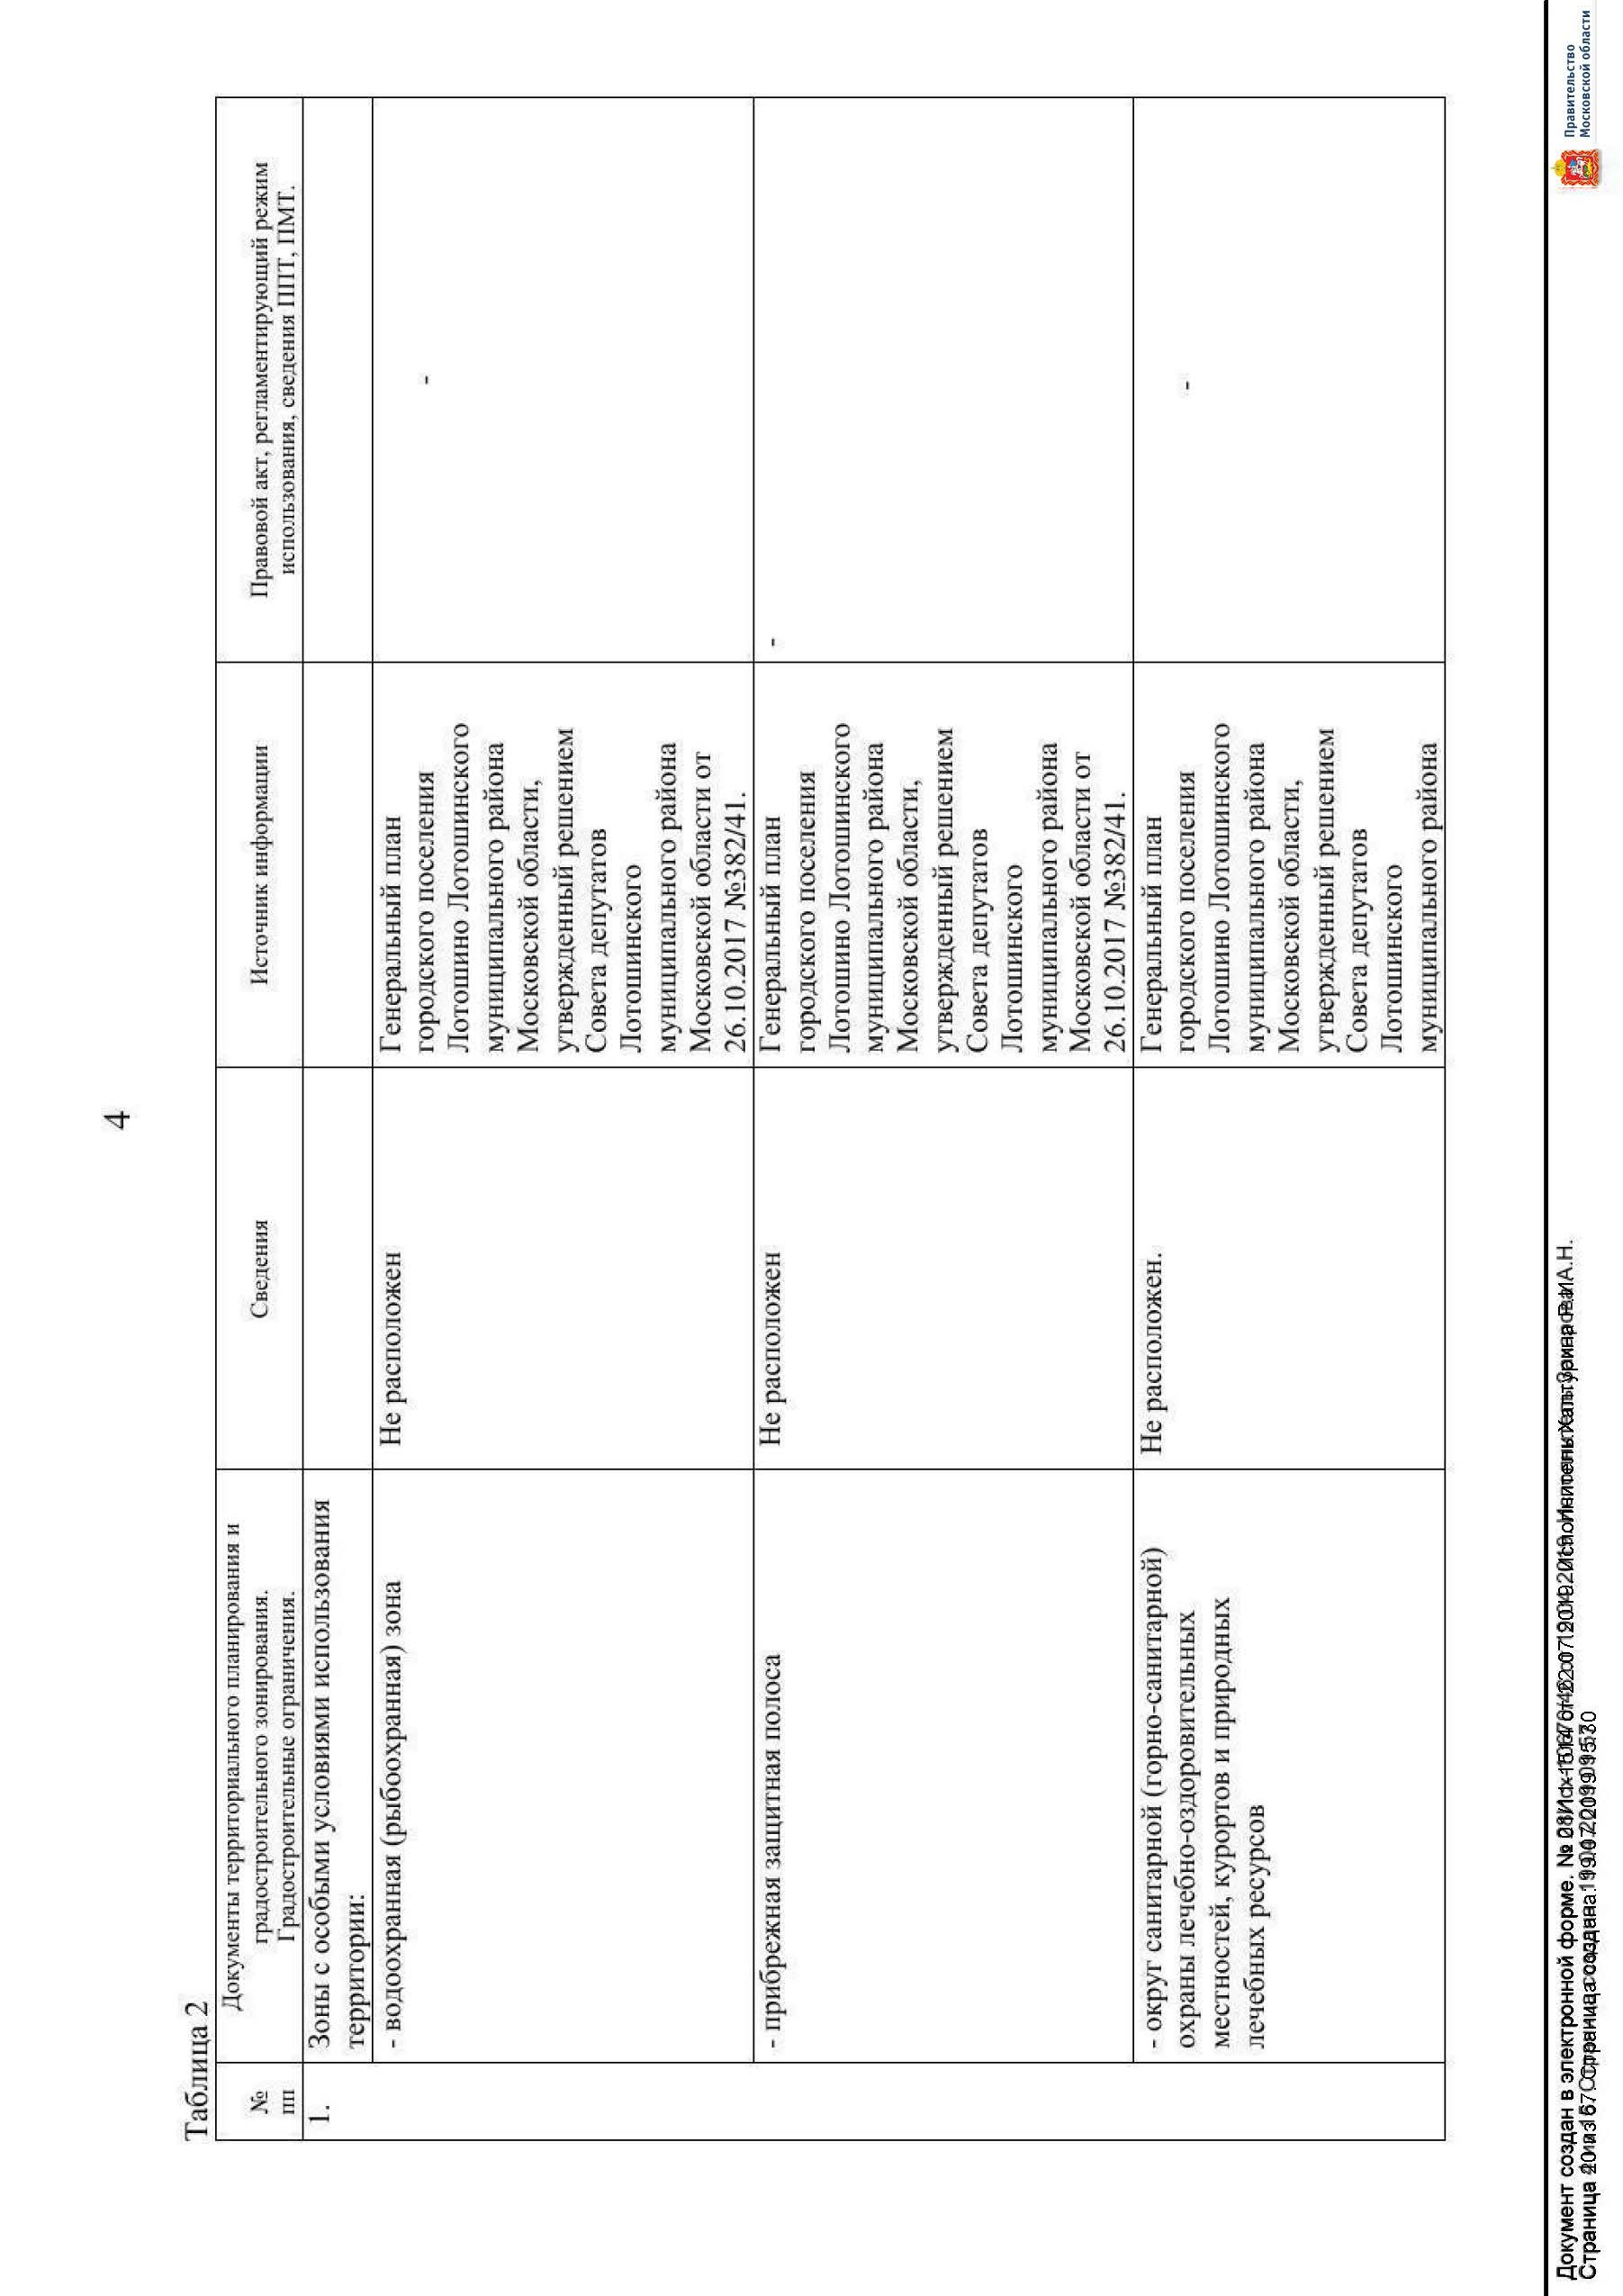 4
Таблица 2
№
пп
Документы территориального планирования и
градостроительного зонирования.
Градостроительные ограничения.
Сведения
Источник информации
Правовой акт, регламентирующий режим
использования, сведения ППТ, ПМТ.
1.
Зоны с особыми условиями использования
территории:
- водоохранная (рыбоохранная) зона
Не расположен
Генеральный план
городского поселения
Лотошино Лотошинского
муниципального района
Московской области,
утвержденный решением
Совета депутатов
Лотошинского
муниципального района
Московской области от
26.10.2017 №382/41.
-
- прибрежная защитная полоса
Не расположен
Генеральный план
городского поселения
Лотошино Лотошинского
муниципального района
Московской области,
утвержденный решением
Совета депутатов
Лотошинского
муниципального района
Московской области от
26.10.2017 №382/41.
-
- округ санитарной (горно-санитарной)
охраны лечебно-оздоровительных
местностей, курортов и природных
лечебных ресурсов
Не расположен.
Генеральный план
городского поселения
Лотошино Лотошинского
муниципального района
Московской области,
утвержденный решением
Совета депутатов
Лотошинского
муниципального района
-
Документ создан в электронной форме. №
Страница
Правительство
Московской области